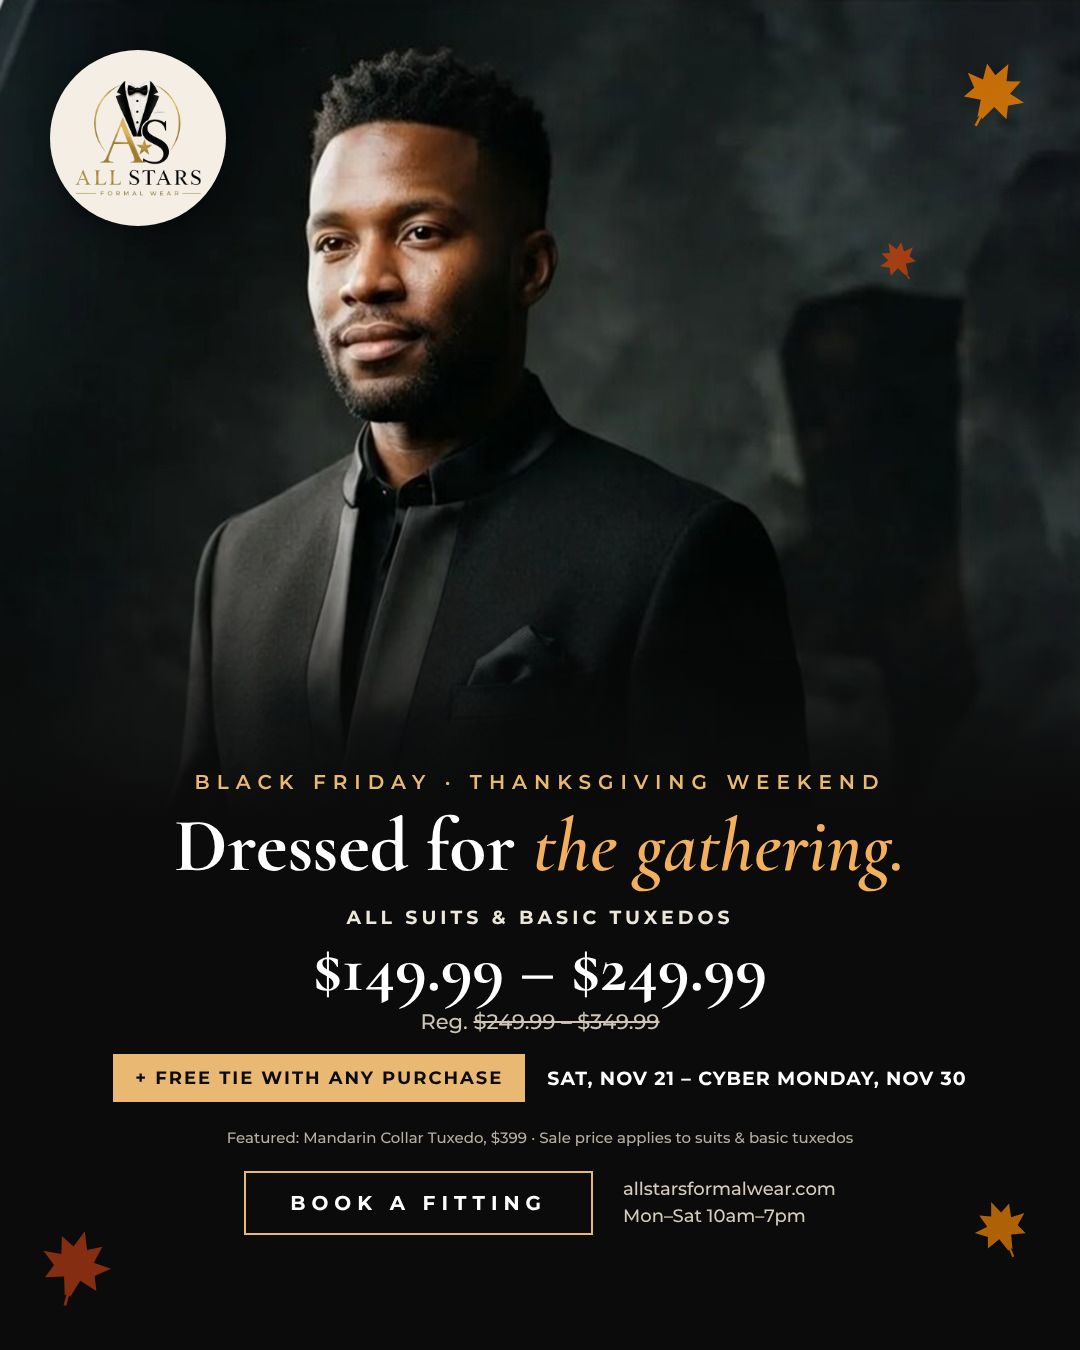 AS
ALL STARS
FORMAL WEAR
BLACK FRIDAY · THANKSGIVING WEEKEND
Dressed for the gathering.
ALL SUITS & BASIC TUXEDOS
$149.99 – $249.99
Reg. $249.99 – $349.99
+ FREE TIE WITH ANY PURCHASE
SAT, NOV 21 – CYBER MONDAY, NOV 30
Featured: Mandarin Collar Tuxedo, $399 · Sale price applies to suits & basic tuxedos
BOOK A FITTING
allstarsformalwear.com
Mon–Sat 10am–7pm